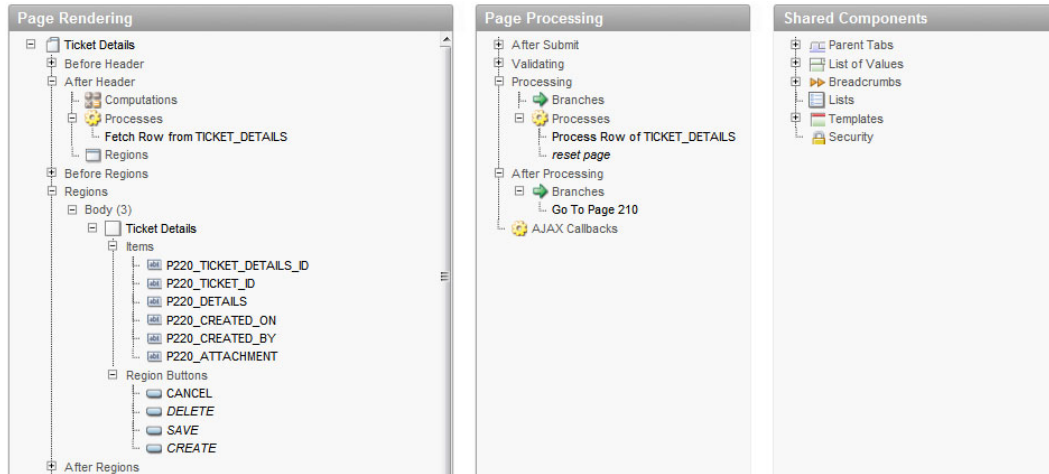 Page Rendering
Ticket Details
Before Header
After Header
Computations
Processes
Fetch Row from TICKET_DETAILS
Regions
Before Regions
Regions
Body (3)
Ticket Details
Items
P220_TICKET_DETAILS_ID
P220_TICKET_ID
P220_DETAILS
P220_CREATED_ON
P220_CREATED_BY
P220_ATTACHMENT
Region Buttons
CANCEL
DELETE
SAVE
CREATE
After Regions
Page Processing
After Submit
Validating
Processing
Branches
Processes
Process Row of TICKET_DETAILS
reset page
After Processing
Branches
Go To Page 210
AJAX Callbacks
Shared Components
Parent Tabs
List of Values
Breadcrumbs
Lists
Templates
Security